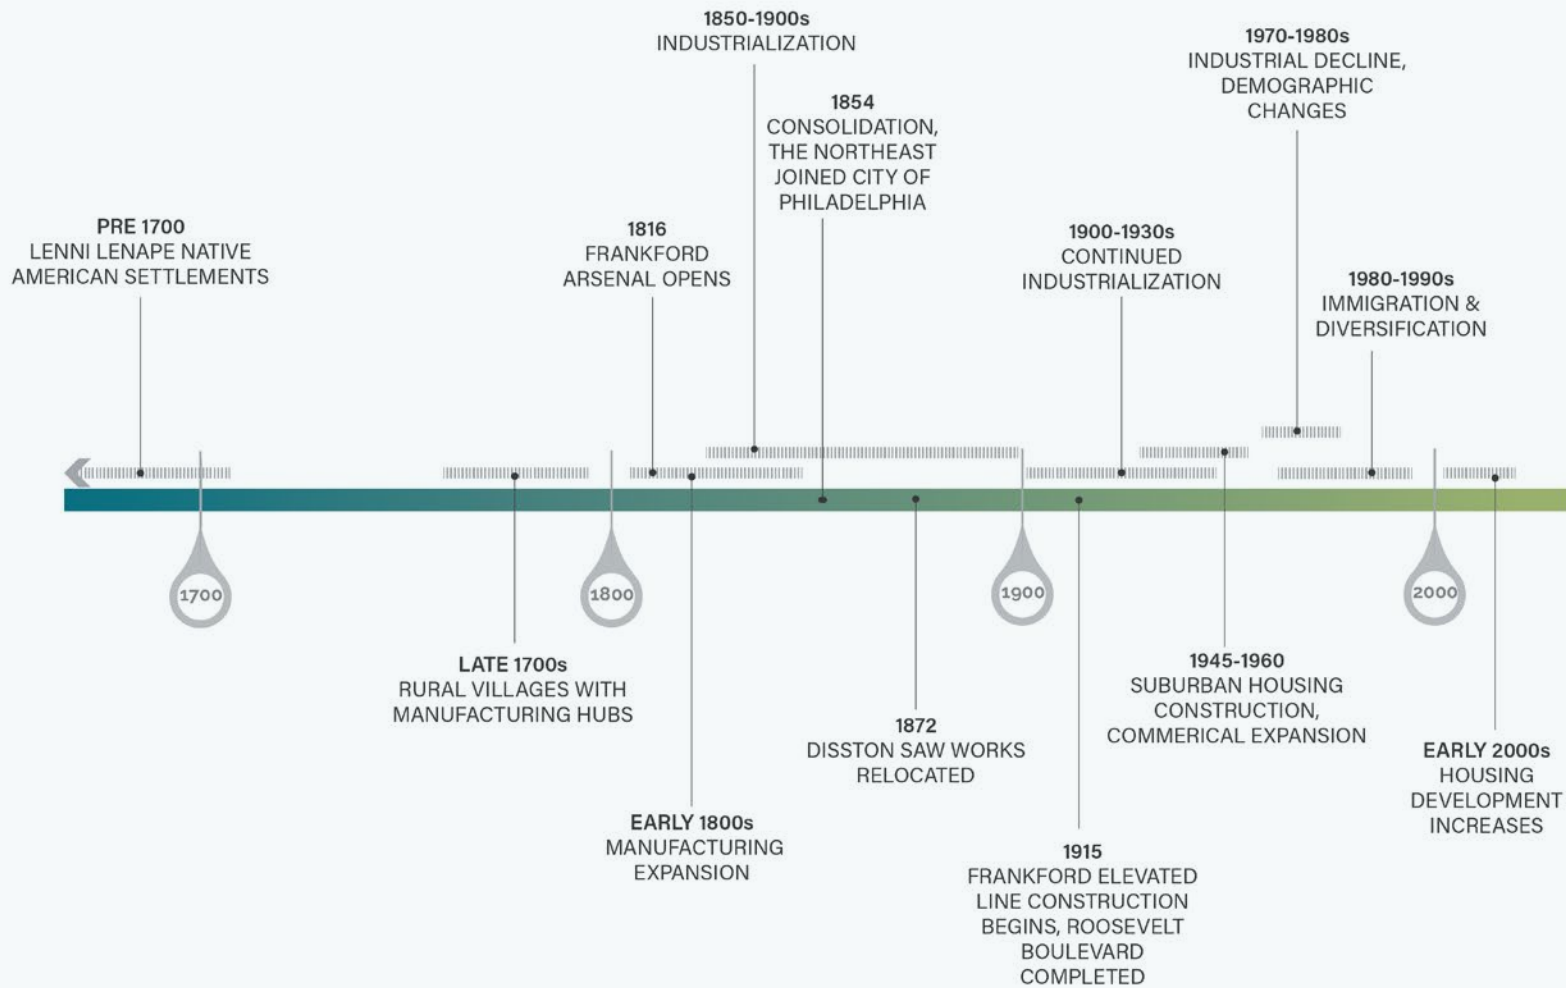 PRE 1700
LENNI LENAPE NATIVE
AMERICAN SETTLEMENTS
1816
FRANKFORD
ARSENAL OPENS
1850-1900s
INDUSTRIALIZATION
1854
CONSOLIDATION,
THE NORTHEAST
JOINED CITY OF
PHILADELPHIA
1900-1930s
CONTINUED
INDUSTRIALIZATION
1970-1980s
INDUSTRIAL DECLINE,
DEMOGRAPHIC
CHANGES
1980-1990s
IMMIGRATION &
DIVERSIFICATION
1700
1800
1900
2000
LATE 1700s
RURAL VILLAGES WITH
MANUFACTURING HUBS
EARLY 1800s
MANUFACTURING
EXPANSION
1872
DISSTON SAW WORKS
RELOCATED
1915
FRANKFORD ELEVATED
LINE CONSTRUCTION
BEGINS, ROOSEVELT
BOULEVARD
COMPLETED
1945-1960
SUBURBAN HOUSING
CONSTRUCTION,
COMMERICAL EXPANSION
EARLY 2000s
HOUSING
DEVELOPMENT
INCREASES